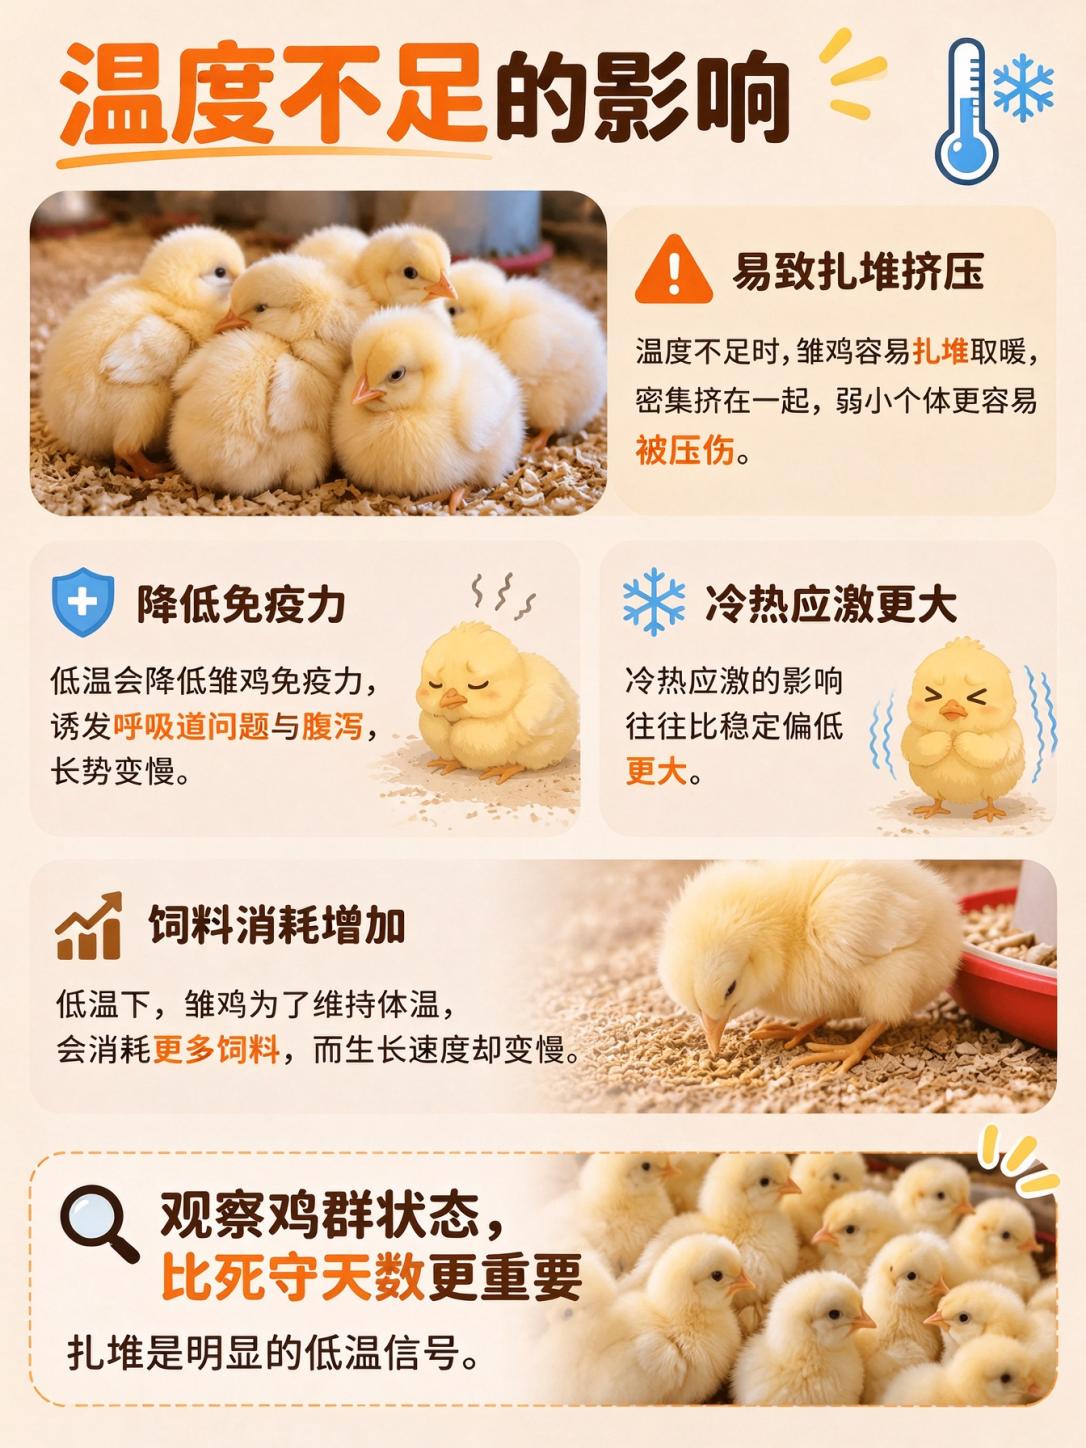 温度不足的影响
易致扎堆挤压
温度不足时，雏鸡容易扎堆取暖，
密集挤在一起，弱小个体更容易
被压伤。
降低免疫力
低温会降低雏鸡免疫力，
诱发呼吸道问题与腹泻，
长势变慢。
冷热应激更大
冷热应激的影响
往往比稳定偏低
更大。
饲料消耗增加
低温下，雏鸡为了维持体温，
会消耗更多饲料，而生长速度却变慢。
观察鸡群状态，
比死守天数更重要
扎堆是明显的低温信号。